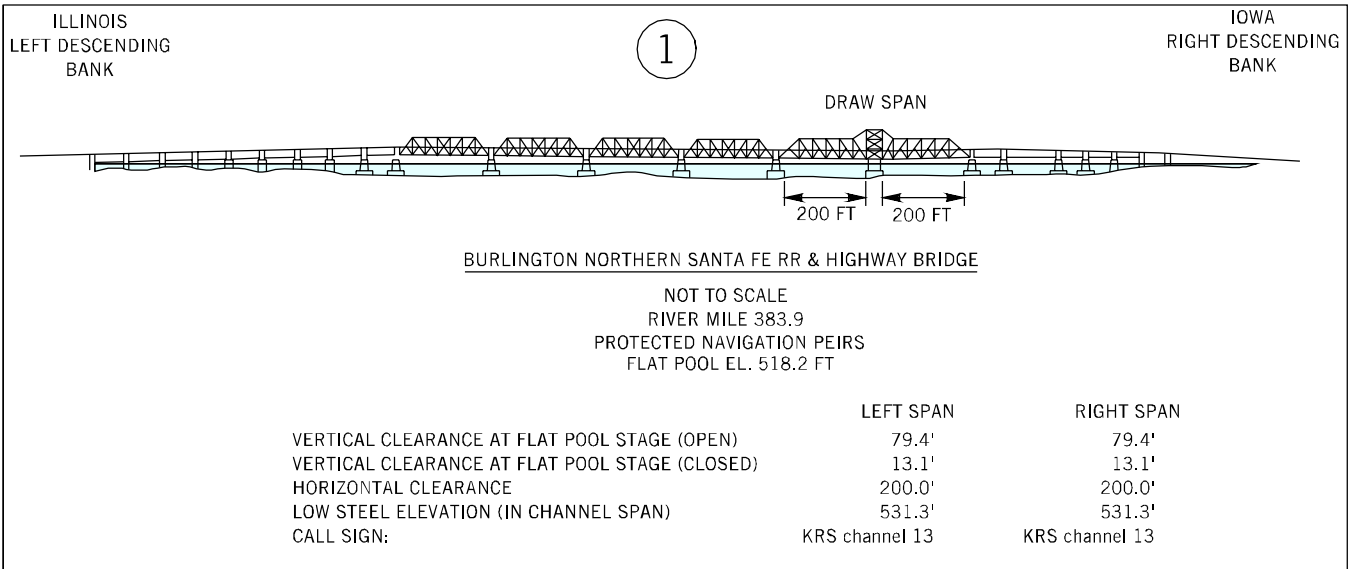 ILLINOIS
LEFT DESCENDING
BANK
1
IOWA
RIGHT DESCENDING
BANK
DRAW SPAN
200 FT 200 FT
BURLINGTON NORTHERN SANTA FE RR & HIGHWAY BRIDGE
NOT TO SCALE
RIVER MILE 383.9
PROTECTED NAVIGATION PEIRS
FLAT POOL EL. 518.2 FT
LEFT SPAN RIGHT SPAN
VERTICAL CLEARANCE AT FLAT POOL STAGE (OPEN) 79.4' 79.4'
VERTICAL CLEARANCE AT FLAT POOL STAGE (CLOSED) 13.1' 13.1'
HORIZONTAL CLEARANCE 200.0' 200.0'
LOW STEEL ELEVATION (IN CHANNEL SPAN) 531.3' 531.3'
CALL SIGN: KRS channel 13 KRS channel 13